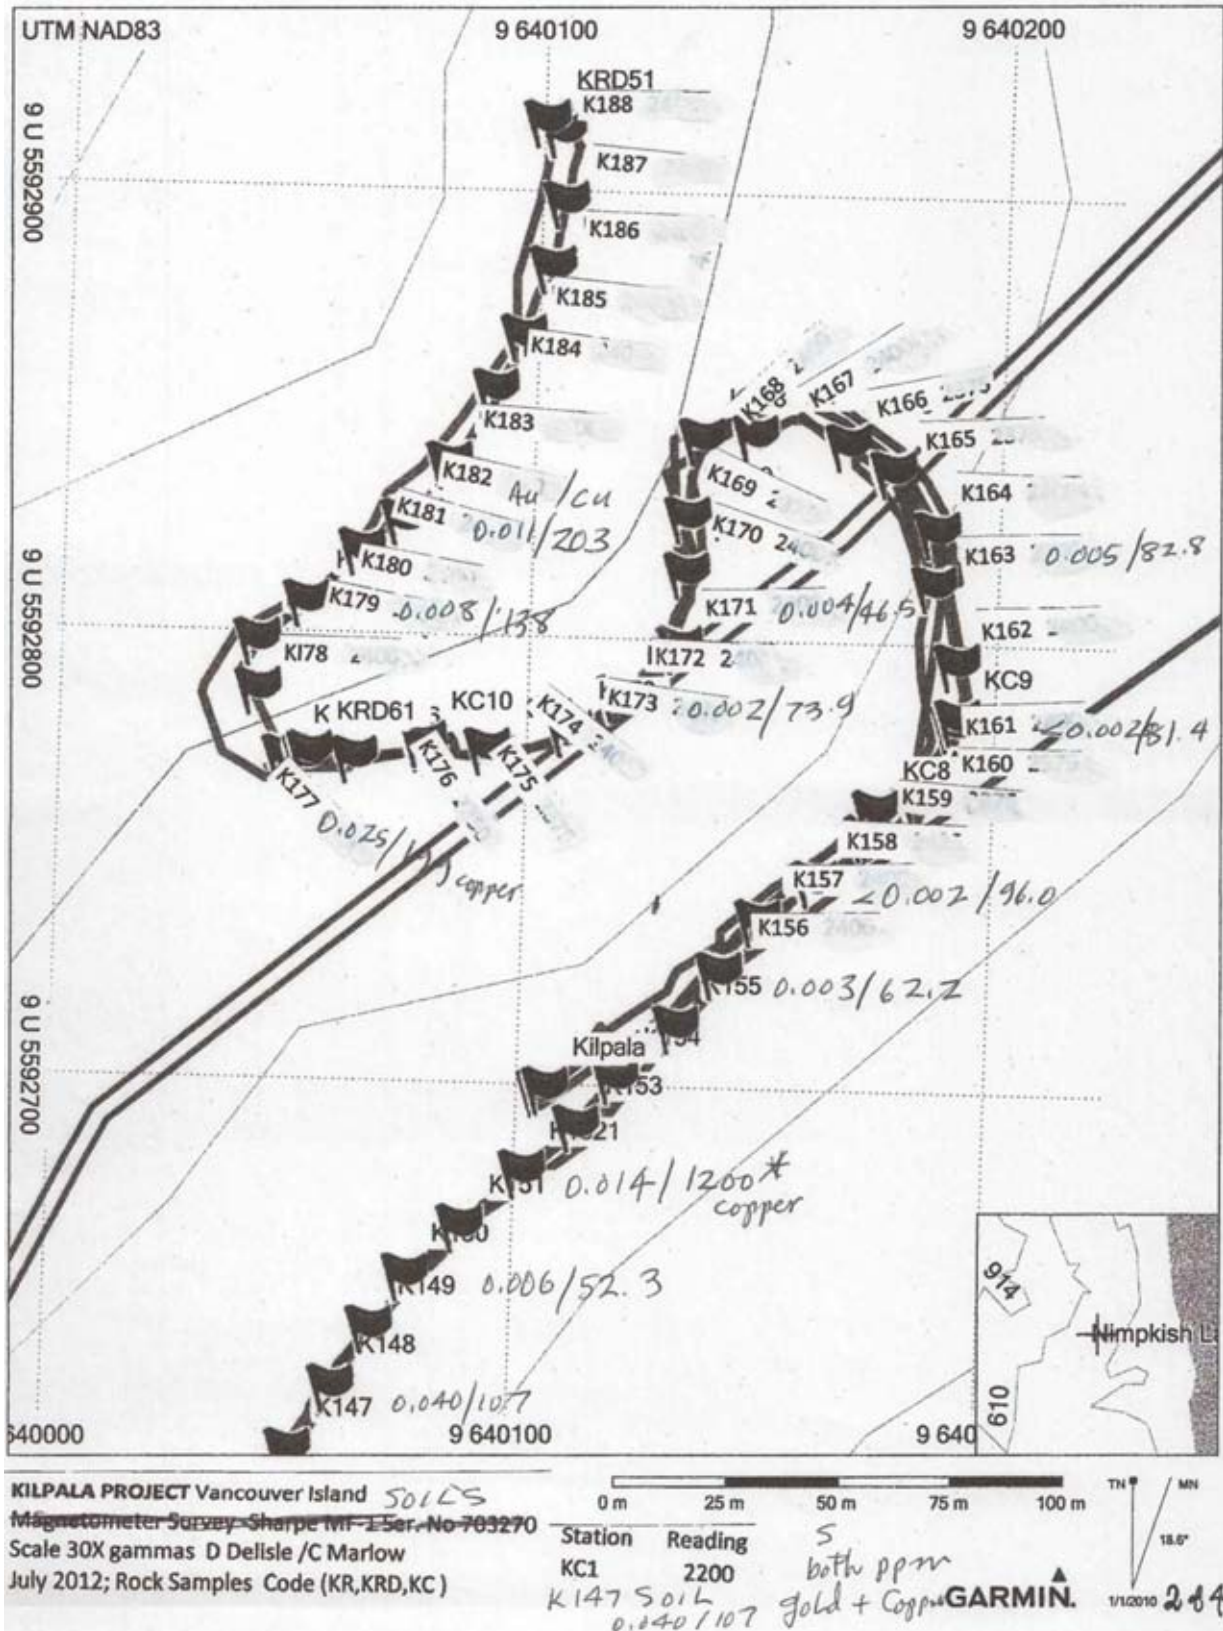 UTM NAD83
9 640100
9 640200
KRD51
K188
9 U 5592900
K187
K186
K185
K184
K168
K167
K166
K183
K165
K182
Au/cu
K169
K164
K181
0.011/203
K170
2400
K163
0.005/82.8
K180
K179
0.008/138
K171
0.004/46.5
9 U 5592800
K162
KI78
K172
KC9
KRD61
KC10
K174
K173
0.002/73.9
K161
<0.002/81.4
K176
K175
KC8
K160
K177
K159
0.025/
copper
K158
K157
<0.002/96.0
K156
2400
K155
0.003/62.2
Kilpala
K153
9 U 5592700
K151
0.014/1200*
copper
K149
0.006/52.3
914
K148
Nimpkish L
K147
0.040/107
610
640000
9 640100
9 640
KILPALA PROJECT Vancouver Island SOILS
Magnetometer Survey-Sharpe MF-1 Ser. No 703270
Scale 30X gammas D Delisle /C Marlow
July 2012; Rock Samples Code (KR,KRD,KC )
0 m 25 m 50 m 75 m 100 m
TN MN
18.6°
Station Reading
KC1 2200
S
both ppm
gold + Copper
K147 SOIL
0.040/107
GARMIN.
1/1/2010